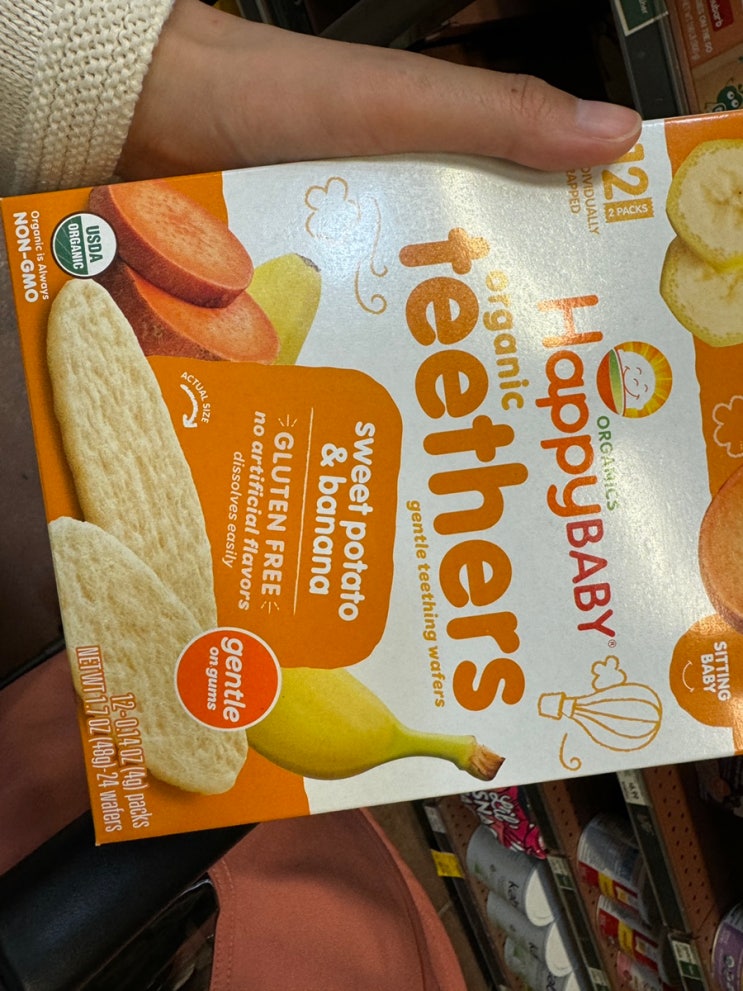 HappyBABY®
ORGANICS
organic
teethers
gentle teething wafers
sweet potato
& banana
GLUTEN FREE
no artificial flavors
dissolves easily
12
2 PACKS
SITTING
BABY
ACTUAL SIZE
gentle
on gums
USDA
ORGANIC
Organic is Always
NON-GMO
12-0.14 OZ (4g) packs
NET WT 1.7 OZ (48g)-24 wafers